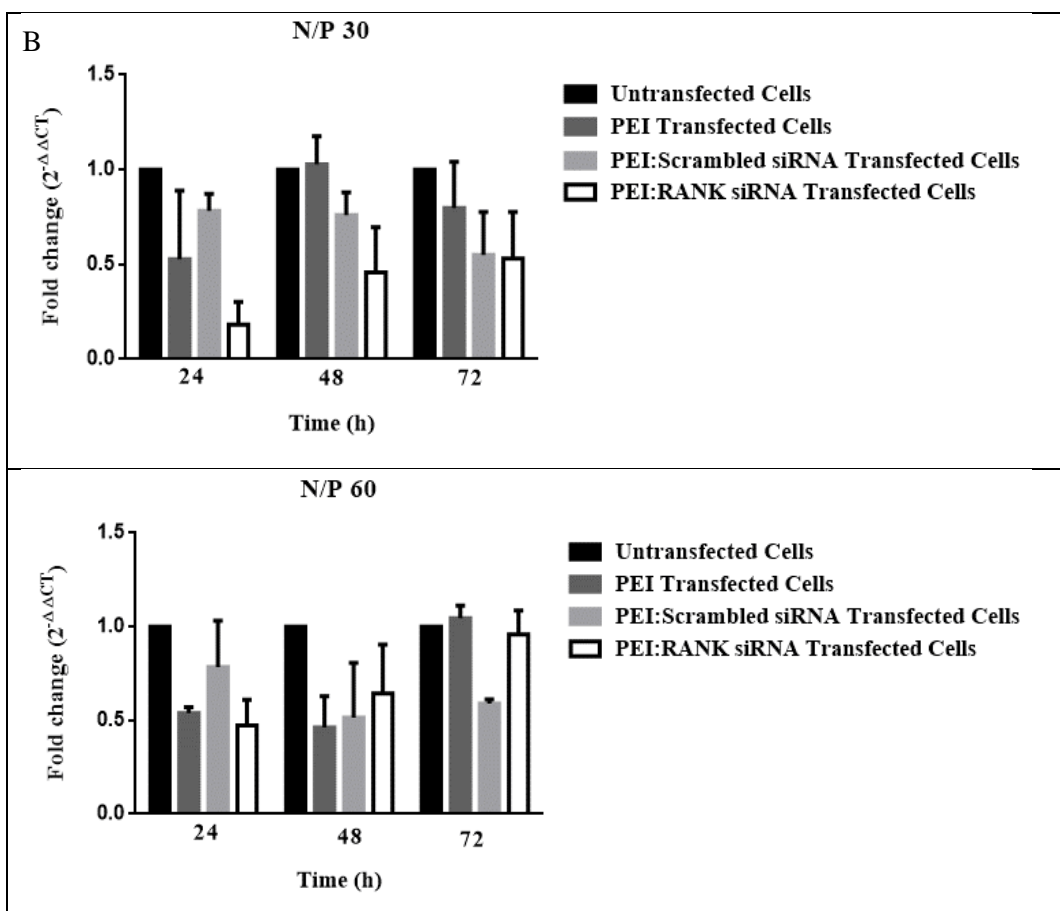 B
N/P 30
1.5
1.0
0.5
0.0
Fold change (2^-ΔΔCT)
24 48 72
Time (h)
Untransfected Cells
PEI Transfected Cells
PEI:Scrambled siRNA Transfected Cells
PEI:RANK siRNA Transfected Cells
N/P 60
1.5
1.0
0.5
0.0
Fold change (2^-ΔΔCT)
24 48 72
Time (h)
Untransfected Cells
PEI Transfected Cells
PEI:Scrambled siRNA Transfected Cells
PEI:RANK siRNA Transfected Cells